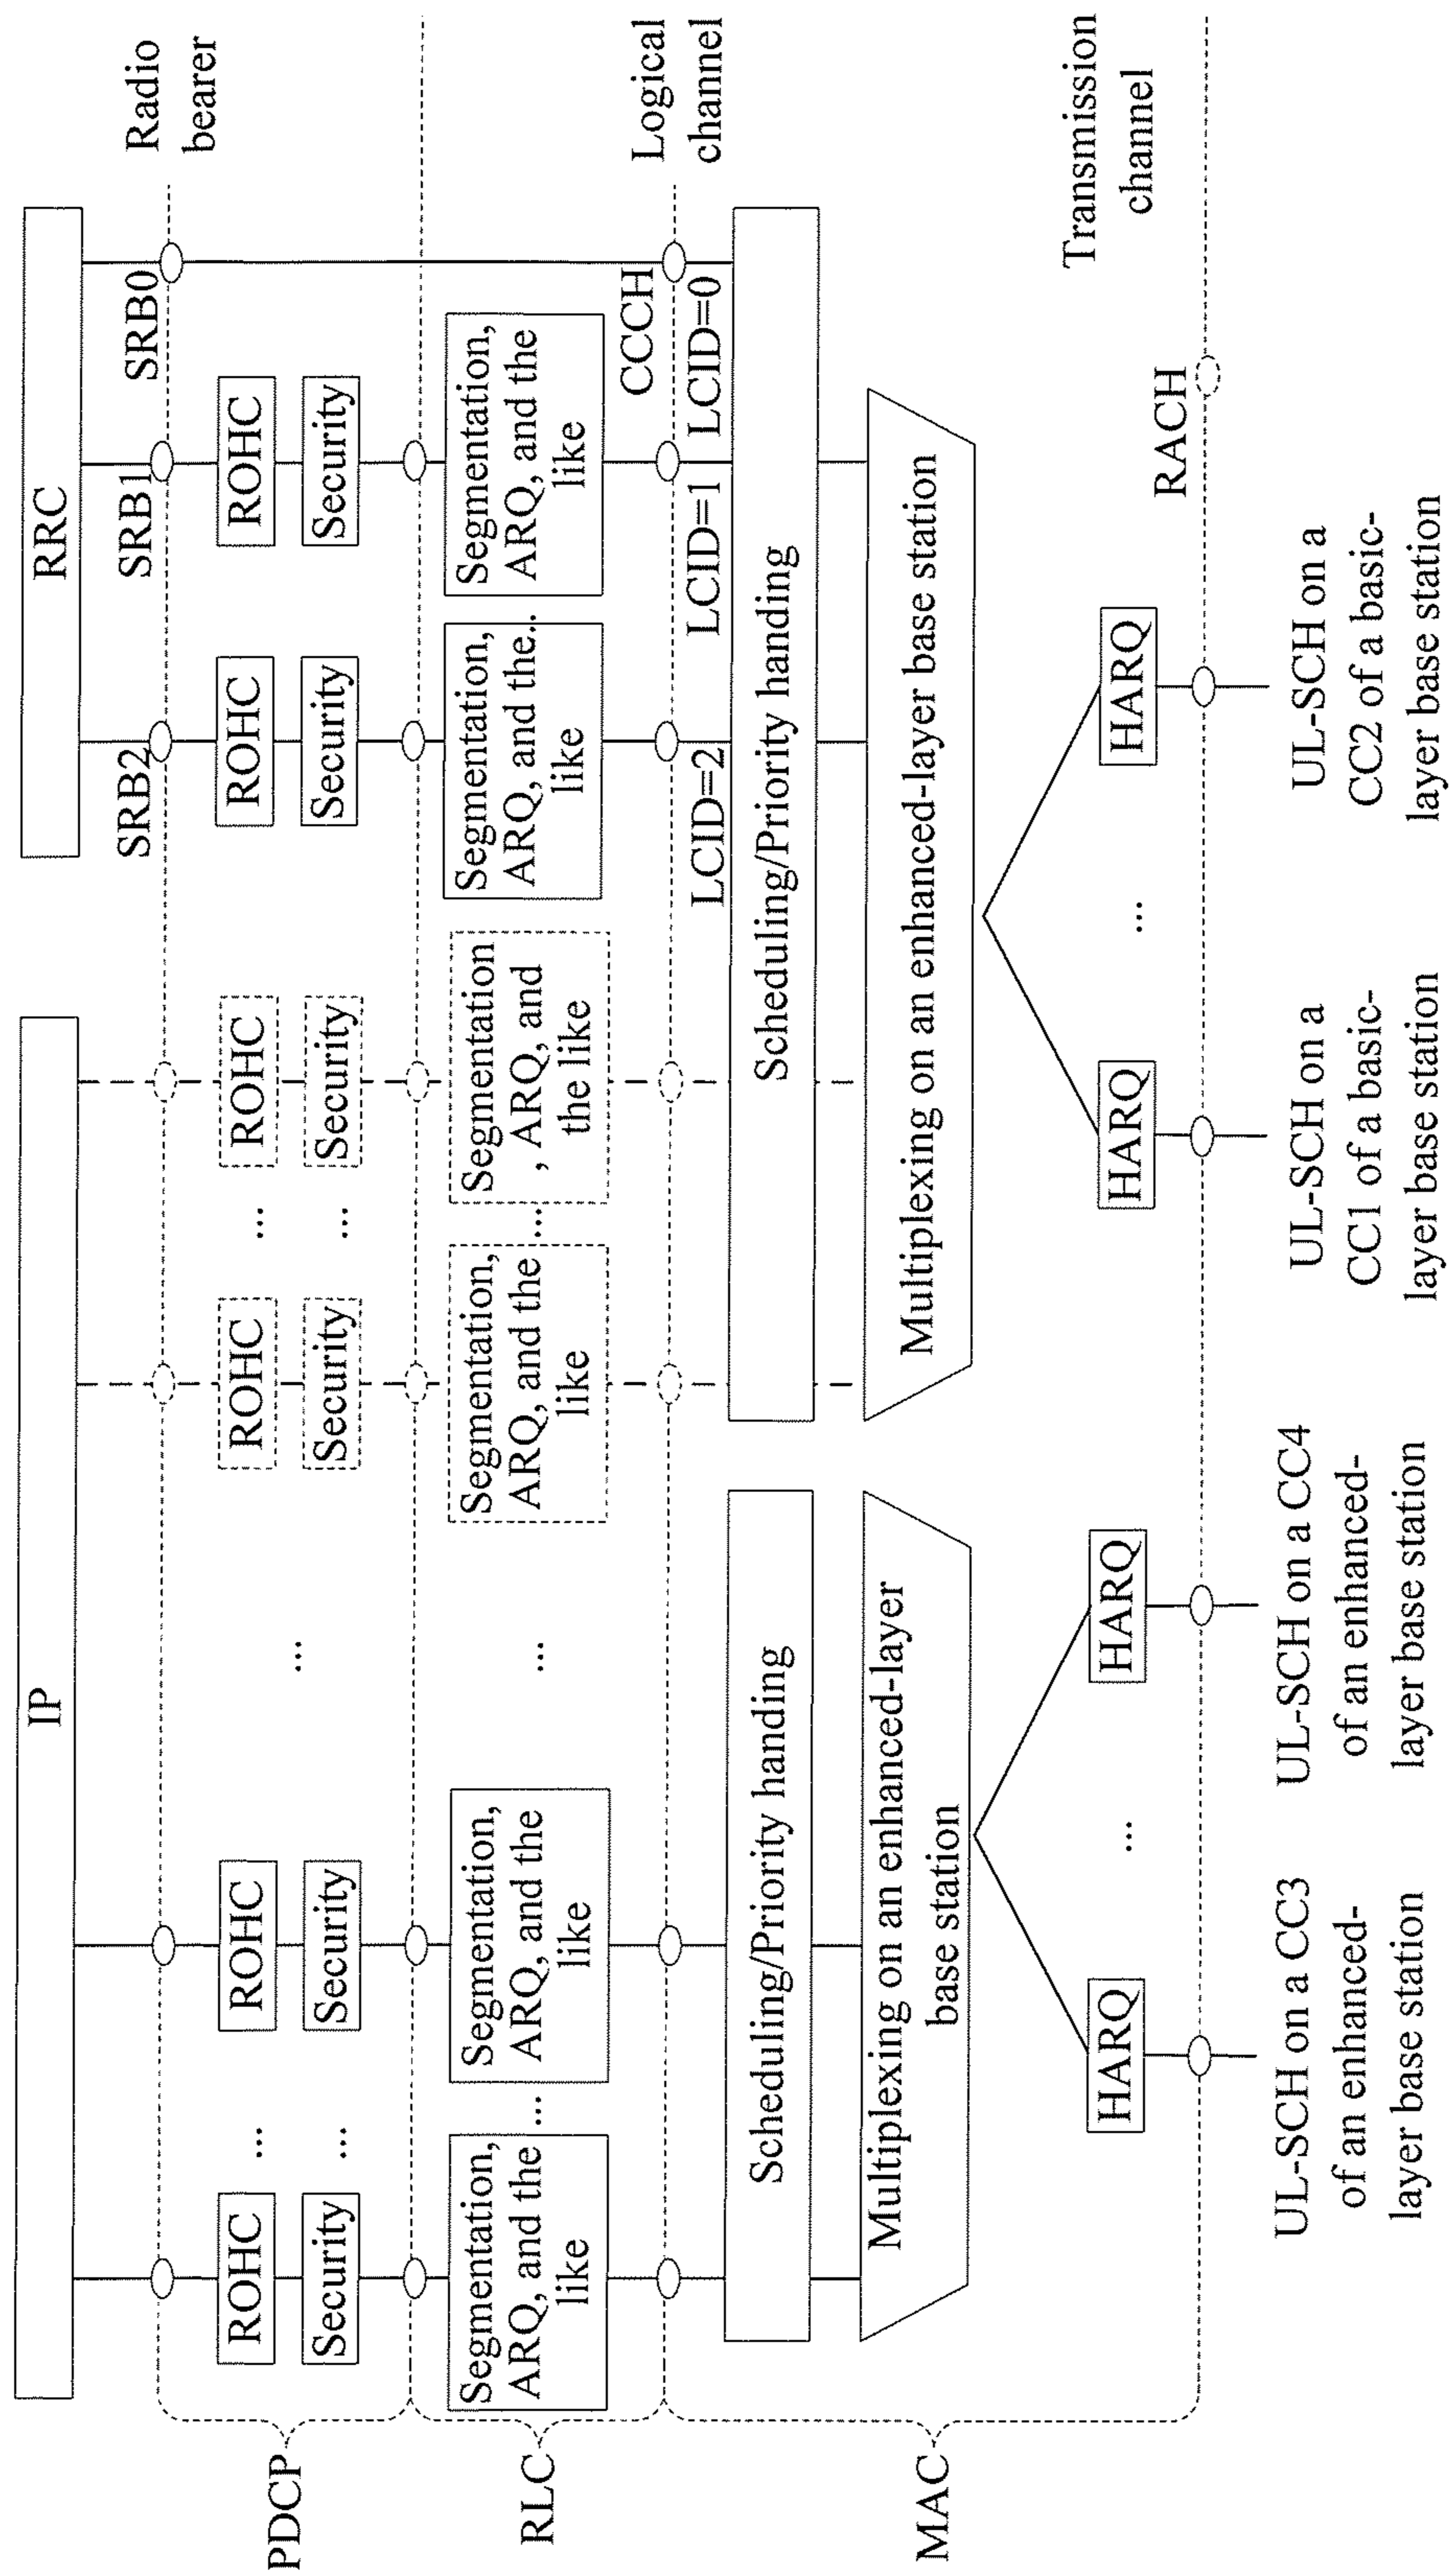 IP
RRC
Radio
bearer
SRB2
SRB1
SRB0
PDCP
ROHC
...
ROHC
...
ROHC
...
ROHC
ROHC
ROHC
Security
...
Security
Security
...
Security
Security
Security
RLC
Segmentation,
ARQ, and the
like
...
Segmentation,
ARQ, and the
like
...
Segmentation,
ARQ, and the
like
...
Segmentation
, ARQ, and
the like
Segmentation,
ARQ, and the...
like
Segmentation,
ARQ, and the
like
CCCH
Logical
channel
LCID=2
LCID=1
LCID=0
MAC
Scheduling/Priority handing
Scheduling/Priority handing
Multiplexing on an enhanced-layer
base station
Multiplexing on an enhanced-layer base station
HARQ
...
HARQ
HARQ
...
HARQ
RACH
Transmission
channel
UL-SCH on a CC3
of an enhanced-
layer base station
UL-SCH on a CC4
of an enhanced-
layer base station
UL-SCH on a
CC1 of a basic-
layer base station
UL-SCH on a
CC2 of a basic-
layer base station